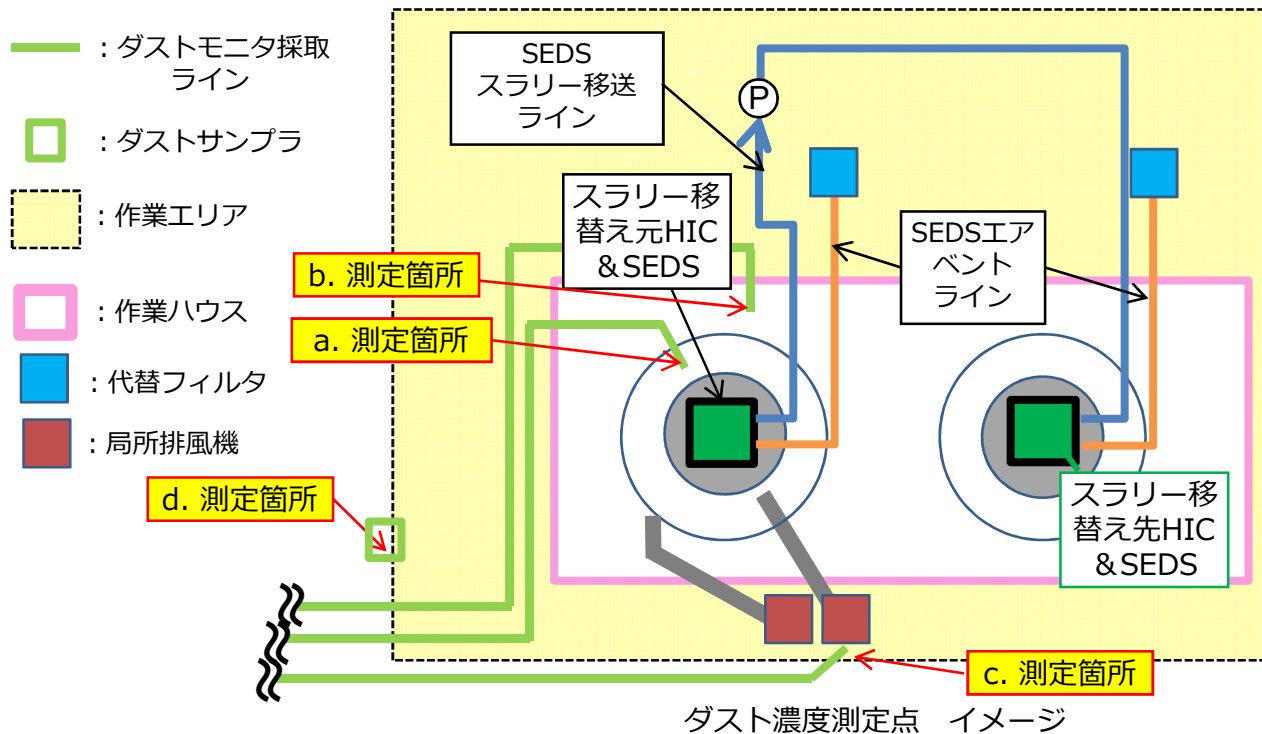 ：ダストモニタ採取
ライン
：ダストサンプラ
：作業エリア
：作業ハウス
：代替フィルタ
：局所排風機
SEDS
スラリー移送
ライン
P
スラリー移
替え元HIC
＆SEDS
SEDSエア
ベント
ライン
b. 測定箇所
a. 測定箇所
d. 測定箇所
スラリー移
替え先HIC
＆SEDS
c. 測定箇所
ダスト濃度測定点　イメージ